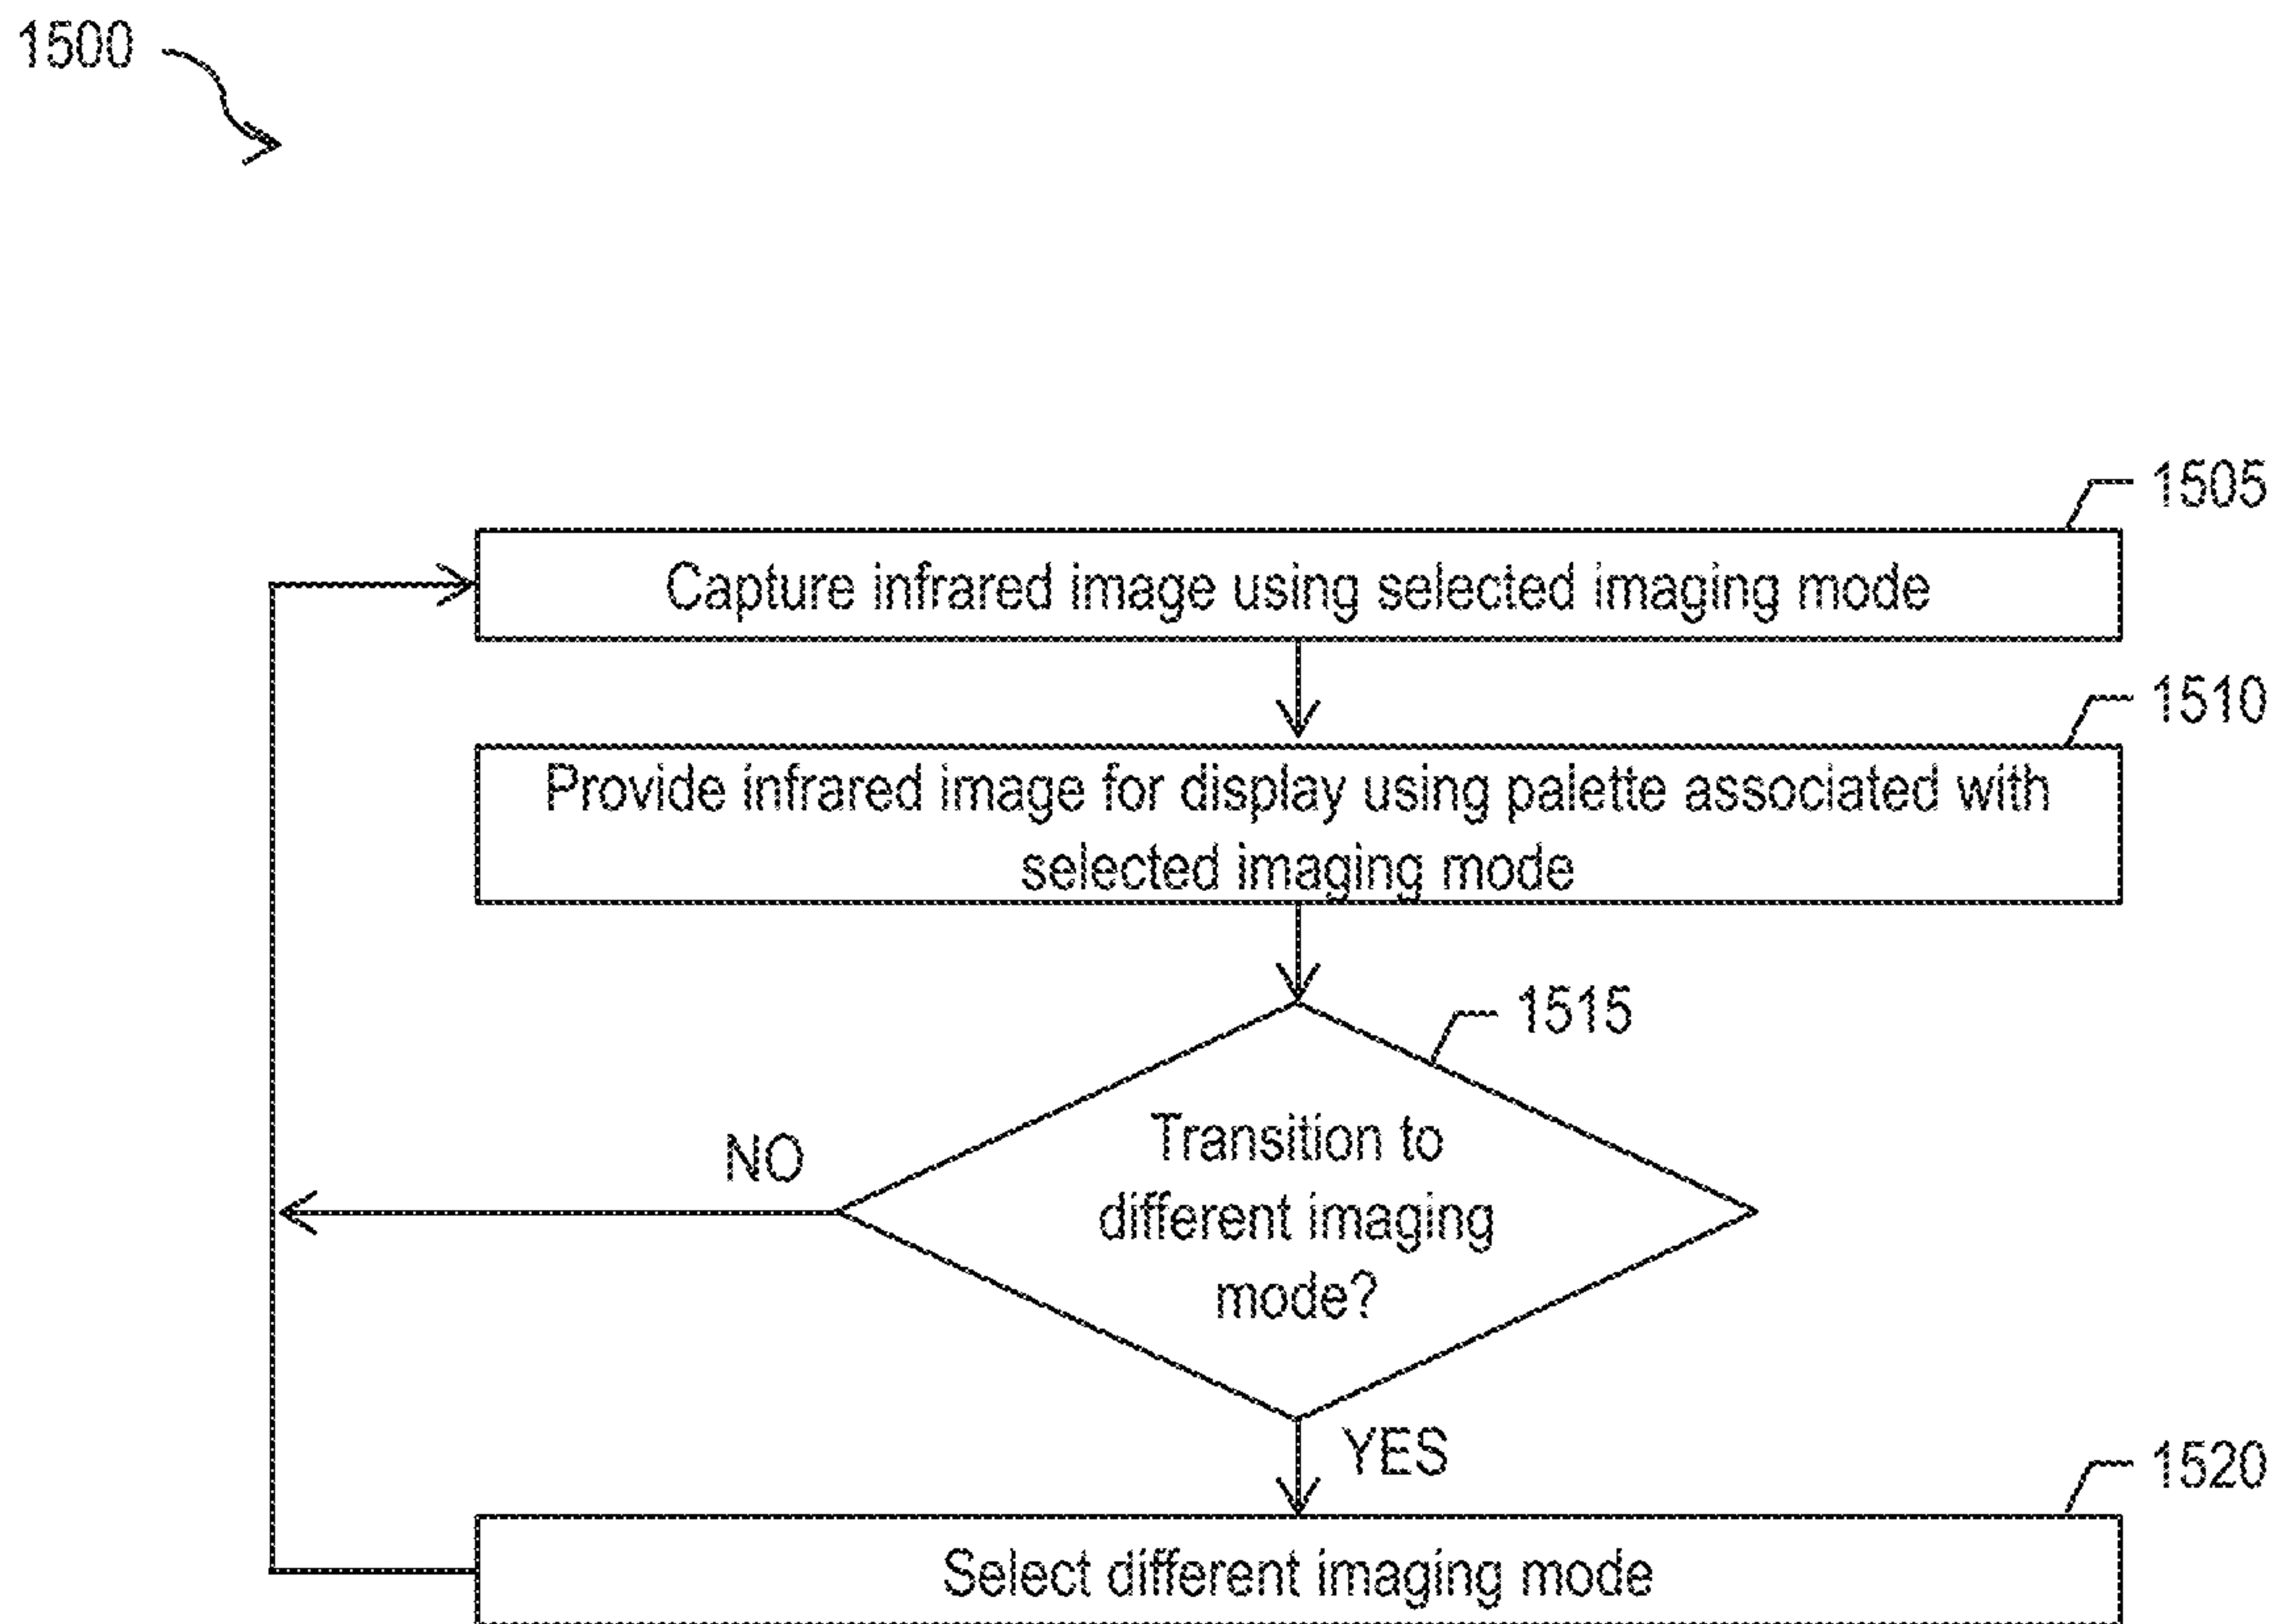 1500
1505
Capture infrared image using selected imaging mode
1510
Provide infrared image for display using palette associated with
selected imaging mode
1515
Transition to
different imaging
mode?
NO
YES
1520
Select different imaging mode